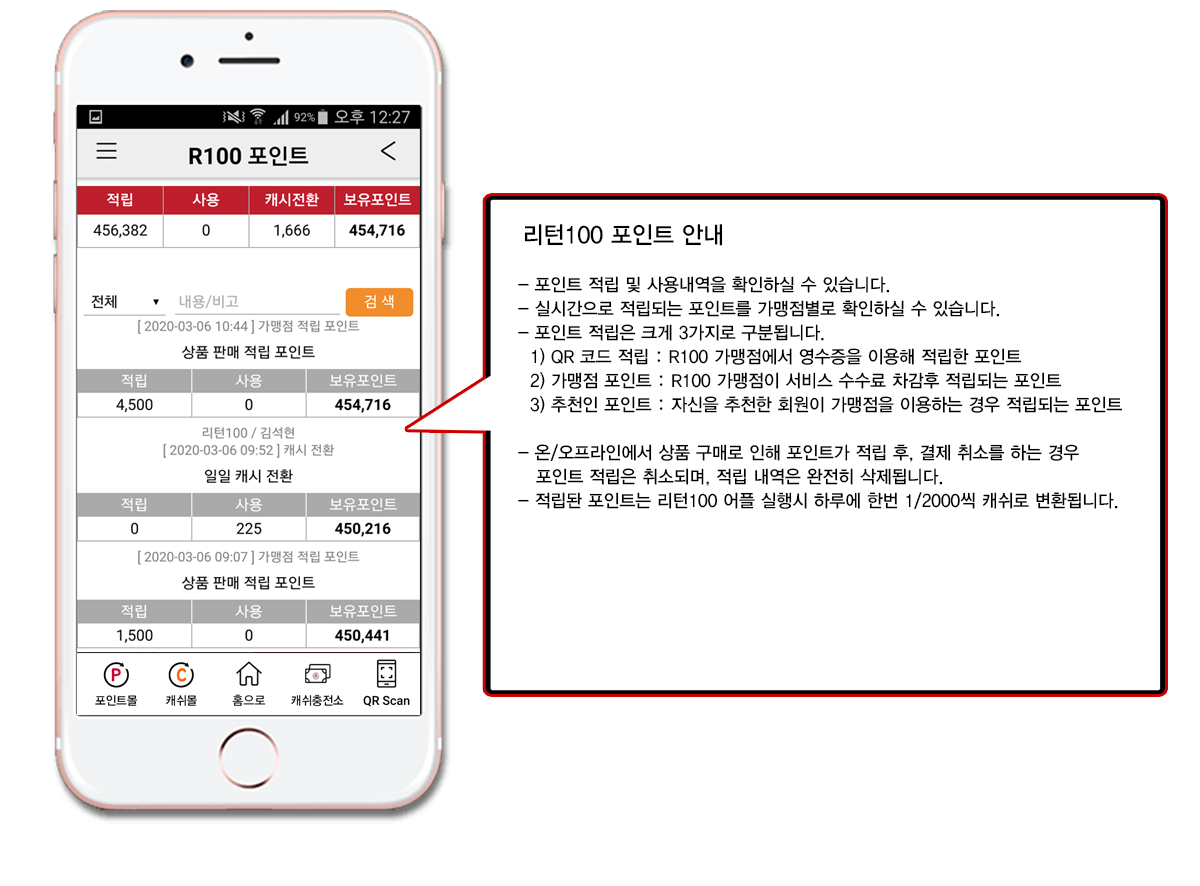 92% 오후 12:27
R100 포인트
적립 사용 캐시전환 보유포인트
456,382 0 1,666 454,716
전체 ▼ 내용/비고 검 색
[ 2020-03-06 10:44 ] 가맹점 적립 포인트
상품 판매 적립 포인트
적립 사용 보유포인트
4,500 0 454,716
리턴100 / 김석현
[ 2020-03-06 09:52 ] 캐시 전환
일일 캐시 전환
적립 사용 보유포인트
0 225 450,216
[ 2020-03-06 09:07 ] 가맹점 적립 포인트
상품 판매 적립 포인트
적립 사용 보유포인트
1,500 0 450,441
P C
포인트몰 캐쉬몰 홈으로 캐쉬충전소 QR Scan
리턴100 포인트 안내
- 포인트 적립 및 사용내역을 확인하실 수 있습니다.
- 실시간으로 적립되는 포인트를 가맹점별로 확인하실 수 있습니다.
- 포인트 적립은 크게 3가지로 구분됩니다.
1) QR 코드 적립 : R100 가맹점에서 영수증을 이용해 적립한 포인트
2) 가맹점 포인트 : R100 가맹점이 서비스 수수료 차감후 적립되는 포인트
3) 추천인 포인트 : 자신을 추천한 회원이 가맹점을 이용하는 경우 적립되는 포인트
- 온/오프라인에서 상품 구매로 인해 포인트가 적립 후, 결제 취소를 하는 경우
포인트 적립은 취소되며, 적립 내역은 완전히 삭제됩니다.
- 적립돤 포인트는 리턴100 어플 실행시 하루에 한번 1/2000씩 캐쉬로 변환됩니다.